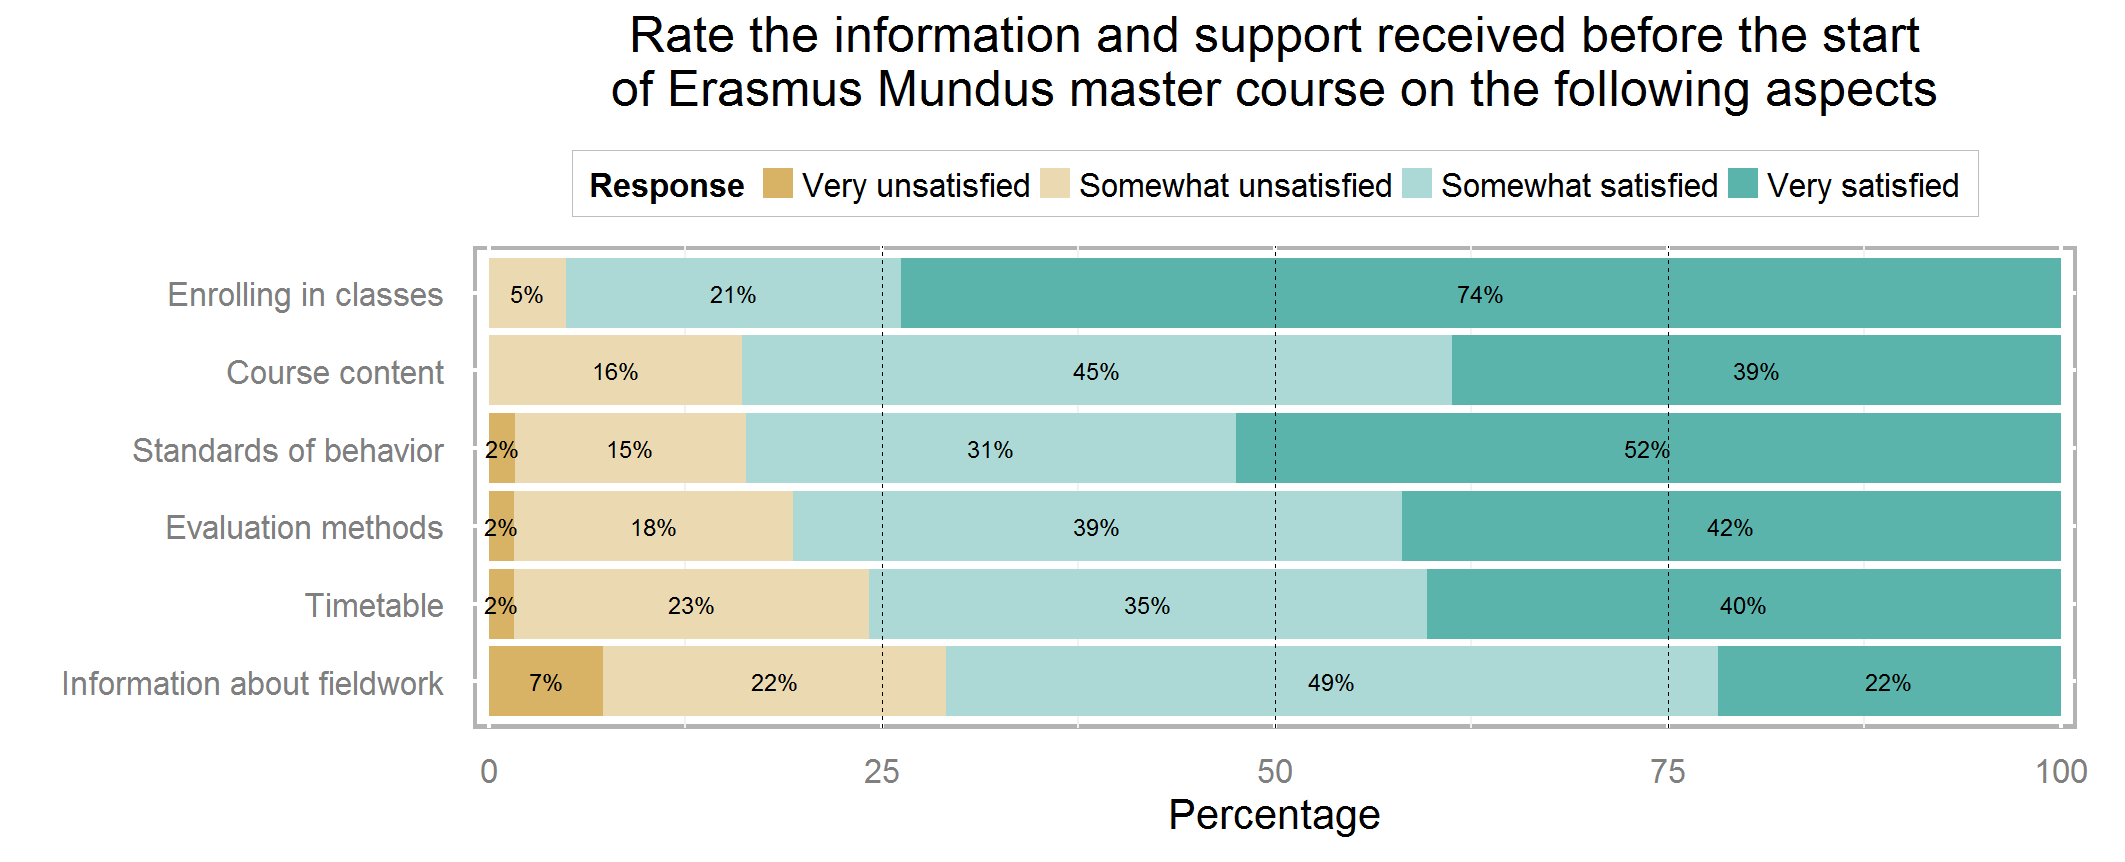 Rate the information and support received before the start
of Erasmus Mundus master course on the following aspects
Response Very unsatisfied Somewhat unsatisfied Somewhat satisfied Very satisfied
Enrolling in classes 5% 21% 74%
Course content 16% 45% 39%
Standards of behavior 2% 15% 31% 52%
Evaluation methods 2% 18% 39% 42%
Timetable 2% 23% 35% 40%
Information about fieldwork 7% 22% 49% 22%
0 25 50 75 100
Percentage